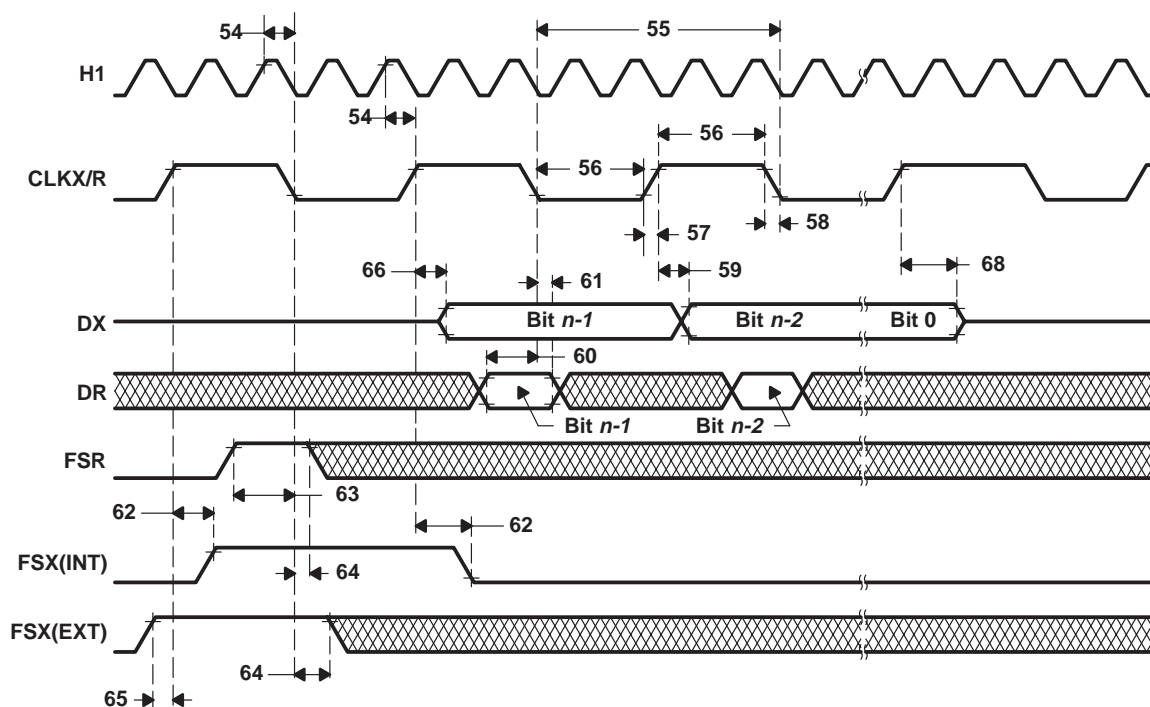 54 55
H1
54
56
56
CLKX/R
57 58
66 61 59 68
DX Bit n-1 Bit n-2 Bit 0
60
DR
Bit n-1 Bit n-2
FSR
63
62 62
FSX(INT)
64
FSX(EXT)
64
65